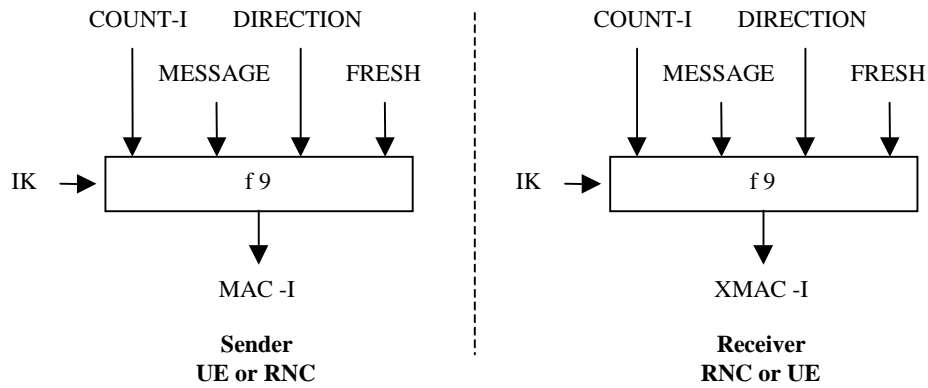 COUNT-I DIRECTION
MESSAGE FRESH
IK
f 9
MAC -I
Sender
UE or RNC
COUNT-I DIRECTION
MESSAGE FRESH
IK
f 9
XMAC -I
Receiver
RNC or UE